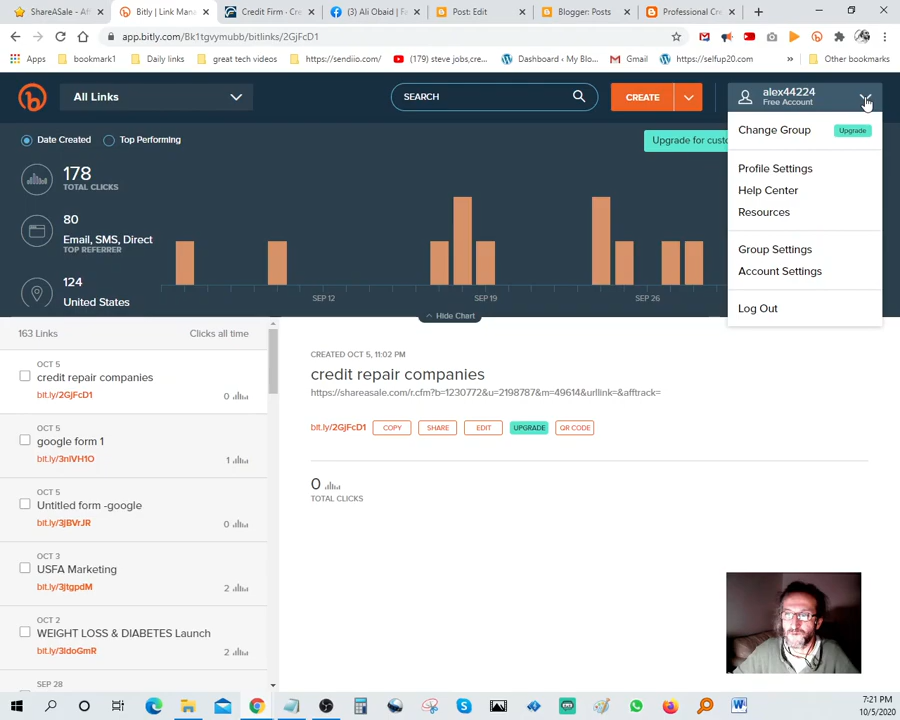 ShareASale - Aff
Bitly | Link Mana
Credit Firm - Cre
(3) Ali Obaid | Fa
Post: Edit
Blogger: Posts
Professional Cre
app.bitly.com/Bk1tgvymubb/bitlinks/2GjFcD1
Apps
bookmark1
Daily links
great tech videos
https://sendiio.com/
(179) steve jobs,cre...
Dashboard ‹ My Blo...
Gmail
https://selfup20.com
»
Other bookmarks
b
All Links
SEARCH
CREATE
alex44224
Free Account
Date Created
Top Performing
Upgrade for custo
Change Group
Upgrade
Profile Settings
Help Center
Resources
Group Settings
Account Settings
Log Out
178
TOTAL CLICKS
80
Email, SMS, Direct
TOP REFERRER
124
United States
SEP 12
SEP 19
SEP 26
Hide Chart
163 Links
Clicks all time
OCT 5
credit repair companies
bit.ly/2GjFcD1
0
OCT 5
google form 1
bit.ly/3nIVH1O
1
OCT 5
Untitled form -google
bit.ly/3jBVrJR
0
OCT 3
USFA Marketing
bit.ly/3jtgpdM
2
OCT 2
WEIGHT LOSS & DIABETES Launch
bit.ly/3ldoGmR
2
SEP 28
CREATED OCT 5, 11:02 PM
credit repair companies
https://shareasale.com/r.cfm?b=1230772&u=2198787&m=49614&urllink=&afftrack=
bit.ly/2GjFcD1
COPY
SHARE
EDIT
UPGRADE
QR CODE
0
TOTAL CLICKS
7:21 PM
10/5/2020